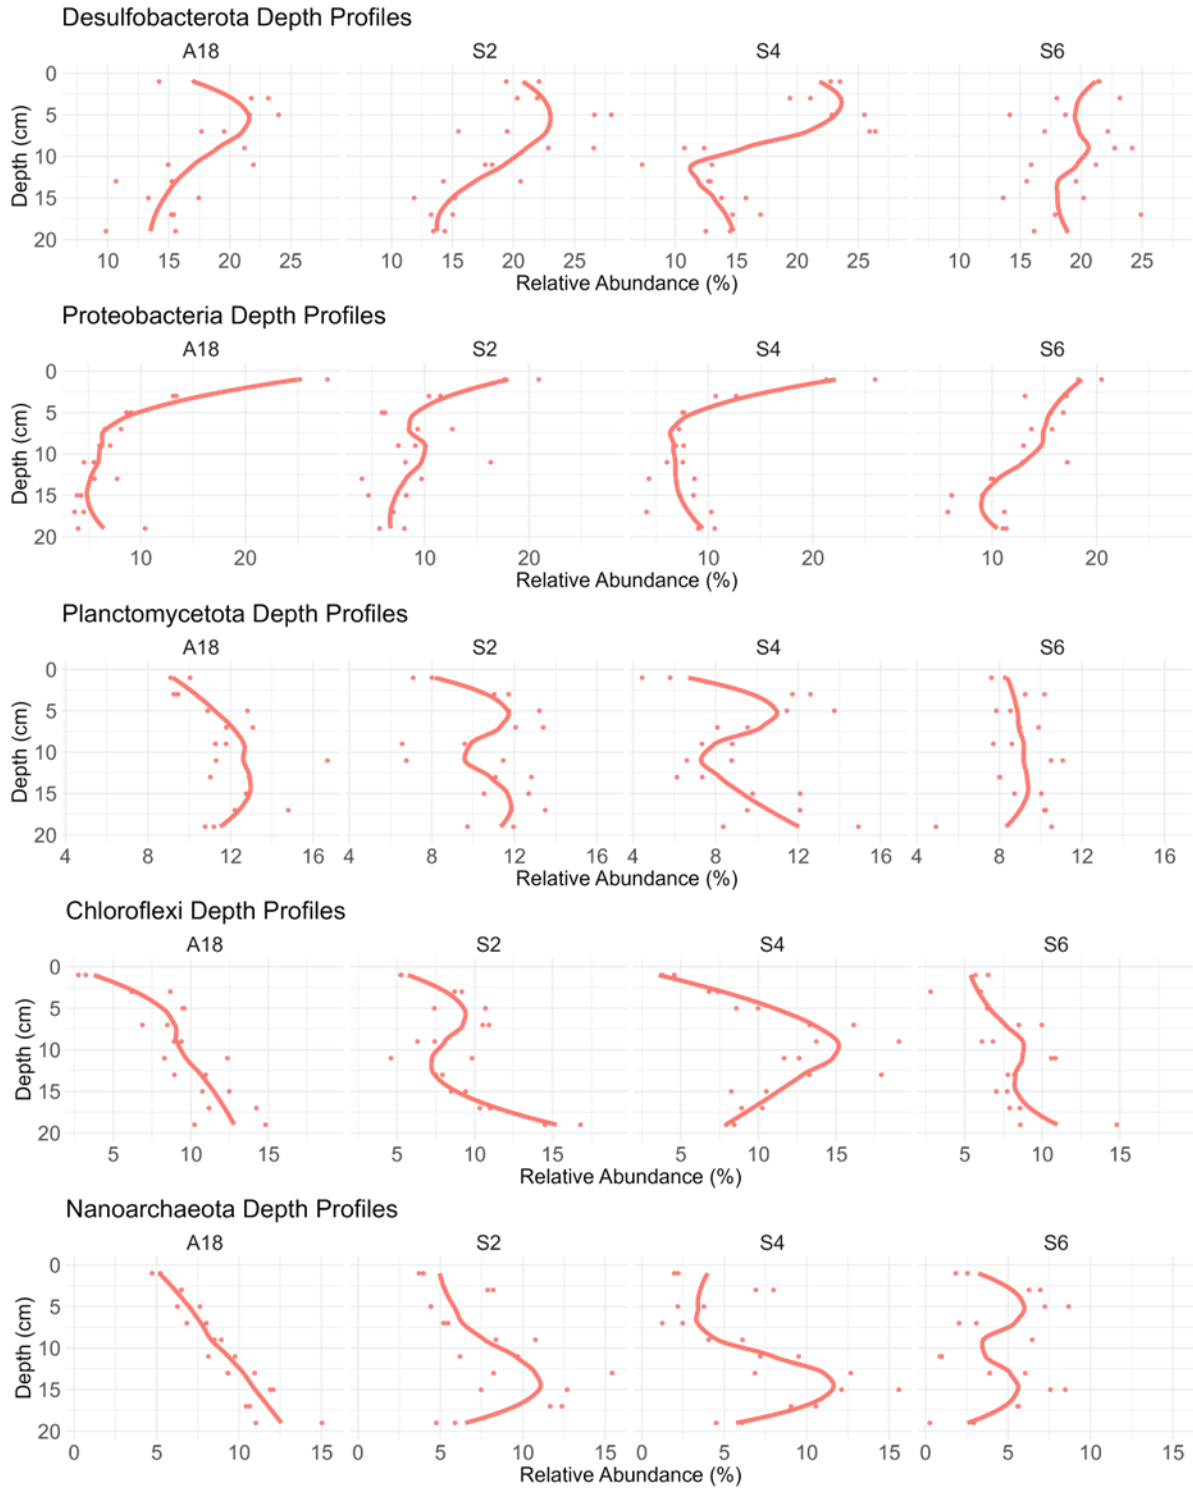 Desulfobacterota Depth Profiles
A18 S2 S4 S6
Depth (cm)
0
5
10
15
20
10 15 20 25 10 15 20 25 10 15 20 25 10 15 20 25
Relative Abundance (%)
Proteobacteria Depth Profiles
A18 S2 S4 S6
Depth (cm)
0
5
10
15
20
10 20 10 20 10 20 10 20
Relative Abundance (%)
Planctomycetota Depth Profiles
A18 S2 S4 S6
Depth (cm)
0
5
10
15
20
4 8 12 16 4 8 12 16 4 8 12 16 4 8 12 16
Relative Abundance (%)
Chloroflexi Depth Profiles
A18 S2 S4 S6
Depth (cm)
0
5
10
15
20
5 10 15 5 10 15 5 10 15 5 10 15
Relative Abundance (%)
Nanoarchaeota Depth Profiles
A18 S2 S4 S6
Depth (cm)
0
5
10
15
20
0 5 10 15 0 5 10 15 0 5 10 15 0 5 10 15
Relative Abundance (%)